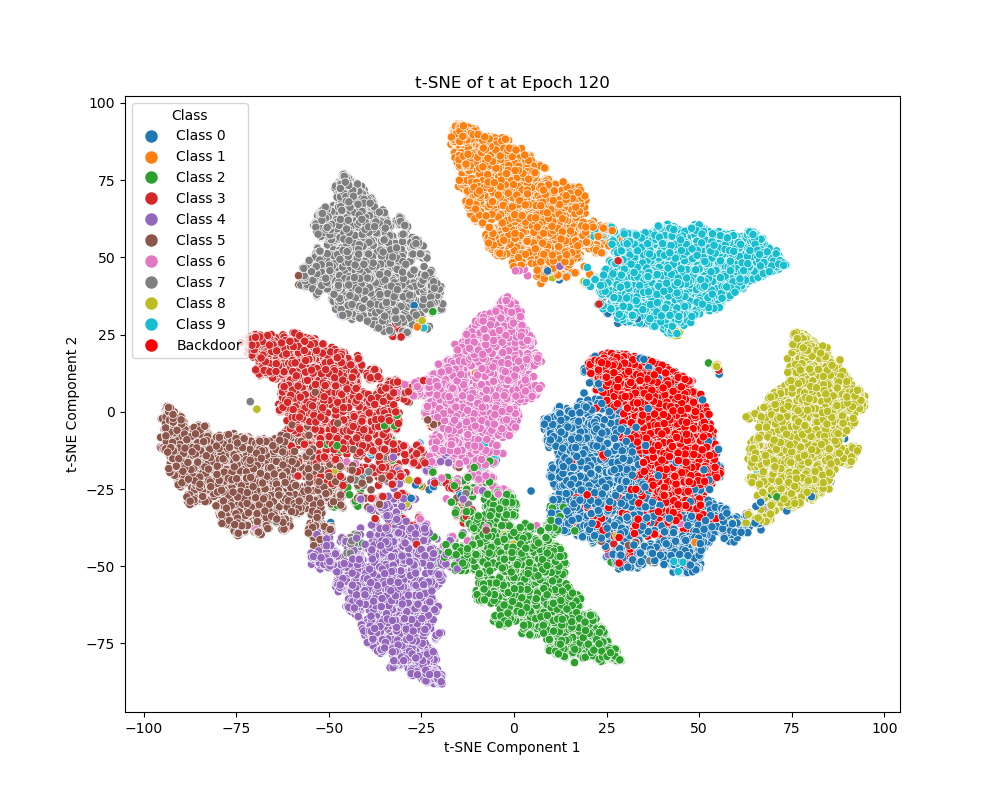 t-SNE of t at Epoch 120
t-SNE Component 2
100
75
50
25
0
−25
−50
−75
Class
Class 0
Class 1
Class 2
Class 3
Class 4
Class 5
Class 6
Class 7
Class 8
Class 9
Backdoor
−100
−75
−50
−25
0
25
50
75
100
t-SNE Component 1